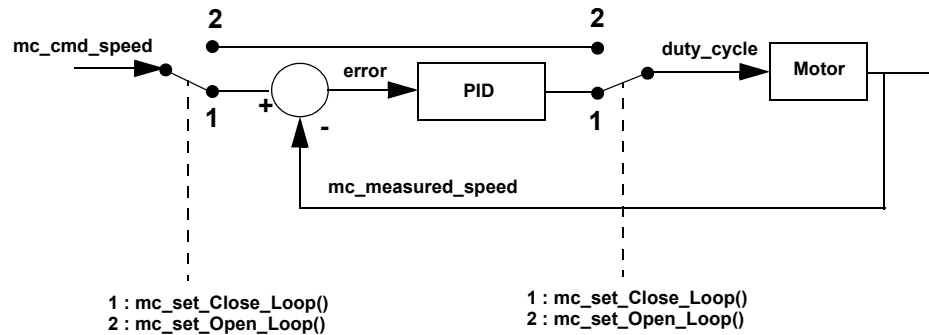 2
2
mc_cmd_speed
duty_cycle
error
Motor
PID
1
+
-
1
mc_measured_speed
1 : mc_set_Close_Loop()
2 : mc_set_Open_Loop()
1 : mc_set_Close_Loop()
2 : mc_set_Open_Loop()